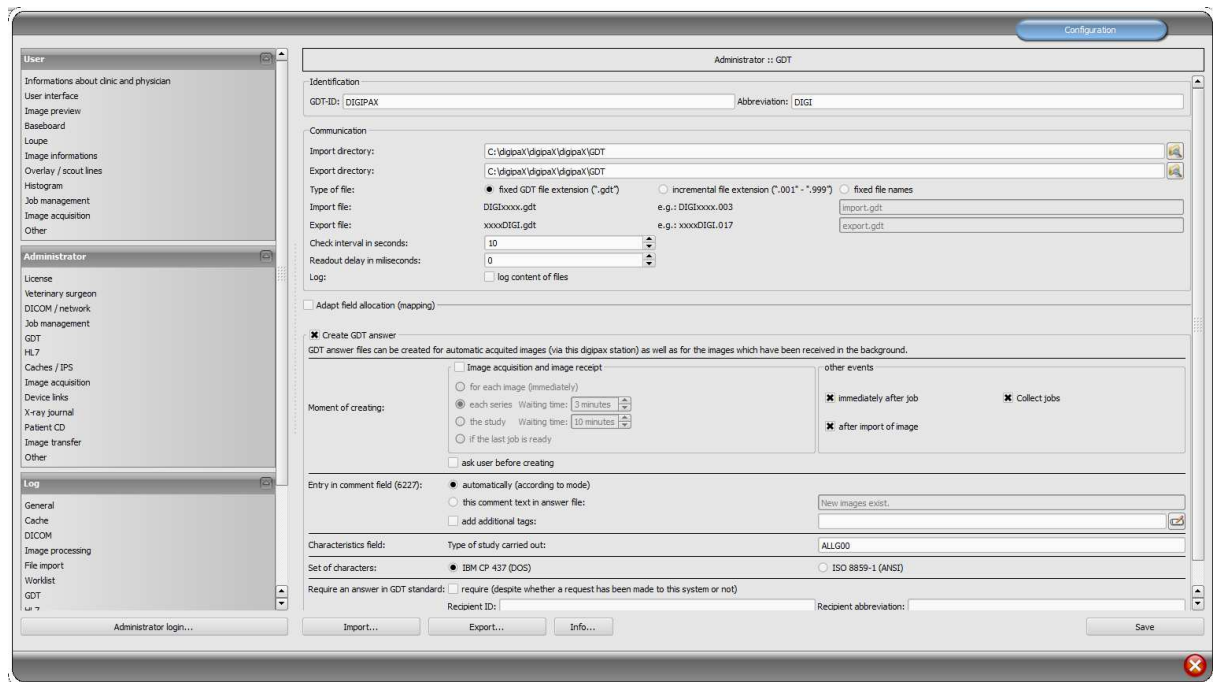 Configuration
User
Informations about clinic and physician
User interface
Image preview
Baseboard
Loupe
Image informations
Overlay / scout lines
Histogram
Job management
Image acquisition
Other
Administrator
License
Veterinary surgeon
DICOM / network
Job management
GDT
HL7
Caches / IPS
Image acquisition
Device links
X-ray journal
Patient CD
Image transfer
Other
Log
General
Cache
DICOM
Image processing
File import
Worklist
GDT
HL7
Administrator login...
Administrator :: GDT
Identification
GDT-ID: DIGIPAX Abbreviation: DIGI
Communication
Import directory: C:\digipaX\digipaX\digipaX\GDT
Export directory: C:\digipaX\digipaX\digipaX\GDT
Type of file: fixed GDT file extension (".gdt") incremental file extension (".001" - ".999") fixed file names
Import file: DIGIxxxx.gdt e.g.: DIGIxxxx.003 import.gdt
Export file: xxxxDIGI.gdt e.g.: xxxxDIGI.017 export.gdt
Check interval in seconds: 10
Readout delay in miliseconds: 0
Log: log content of files
Adapt field allocation (mapping)
Create GDT answer
GDT answer files can be created for automatic acquited images (via this digipax station) as well as for the images which have been received in the background.
Moment of creating:
Image acquisition and image receipt
for each image (immediately)
each series Waiting time: 3 minutes
the study Waiting time: 10 minutes
if the last job is ready
other events
immediately after job Collect jobs
after import of image
ask user before creating
Entry in comment field (6227): automatically (according to mode)
this comment text in answer file: New images exist.
add additional tags:
Characteristics field: Type of study carried out: ALLG00
Set of characters: IBM CP 437 (DOS) ISO 8859-1 (ANSI)
Require an answer in GDT standard: require (despite whether a request has been made to this system or not)
Recipient ID: Recipient abbreviation:
Import... Export... Info... Save